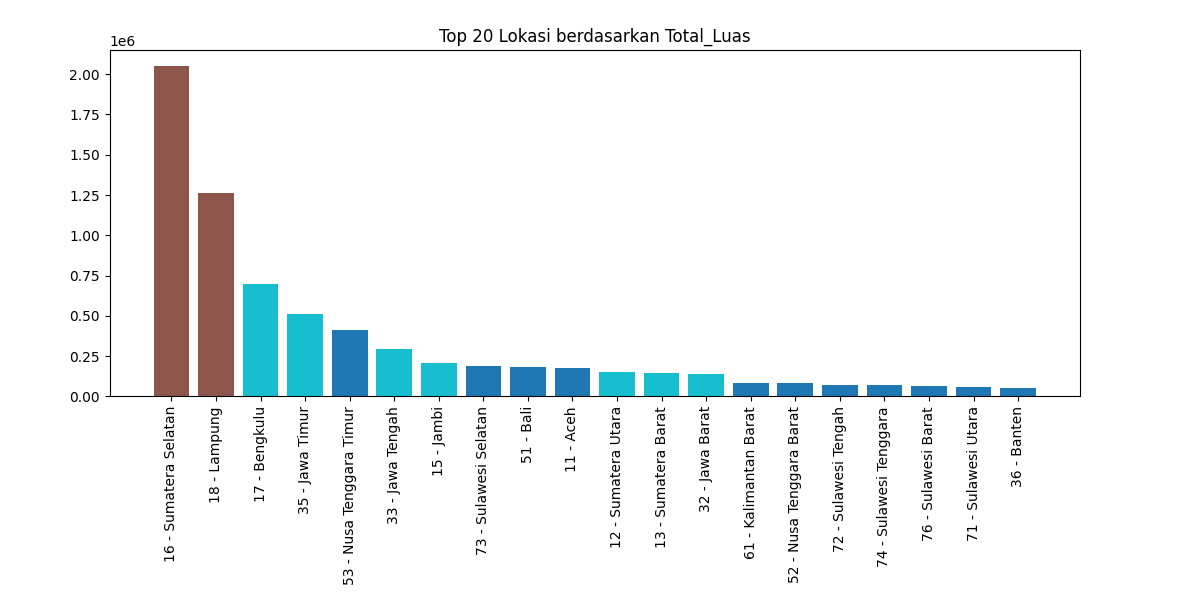 Top 20 Lokasi berdasarkan Total_Luas
1e6
2.00
1.75
1.50
1.25
1.00
0.75
0.50
0.25
0.00
16 - Sumatera Selatan
18 - Lampung
17 - Bengkulu
35 - Jawa Timur
53 - Nusa Tenggara Timur
33 - Jawa Tengah
15 - Jambi
73 - Sulawesi Selatan
51 - Bali
11 - Aceh
12 - Sumatera Utara
13 - Sumatera Barat
32 - Jawa Barat
61 - Kalimantan Barat
52 - Nusa Tenggara Barat
72 - Sulawesi Tengah
74 - Sulawesi Tenggara
76 - Sulawesi Barat
71 - Sulawesi Utara
36 - Banten